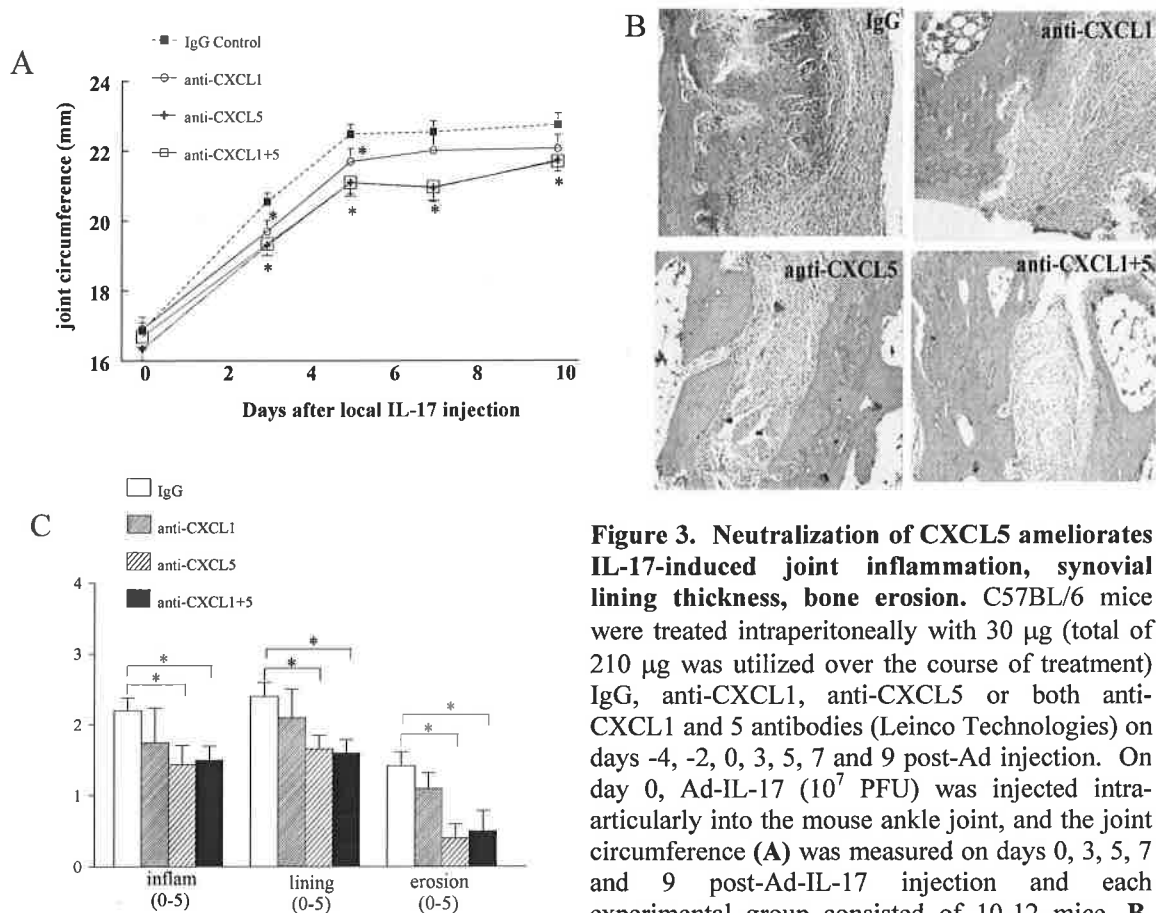 A
IgG Control
anti-CXCL1
anti-CXCL5
anti-CXCL1+5
joint circumference (mm)
24
22
20
18
16
0 2 4 6 8 10
Days after local IL-17 injection
B
IgG
anti-CXCL1
anti-CXCL5
anti-CXCL1+5
C
IgG
anti-CXCL1
anti-CXCL5
anti-CXCL1+5
4
3
2
1
0
* * * * * *
inflam lining erosion
(0-5) (0-5) (0-5)
Figure 3. Neutralization of CXCL5 ameliorates
IL-17-induced joint inflammation, synovial
lining thickness, bone erosion. C57BL/6 mice
were treated intraperitoneally with 30 µg (total of
210 µg was utilized over the course of treatment)
IgG, anti-CXCL1, anti-CXCL5 or both anti-
CXCL1 and 5 antibodies (Leinco Technologies) on
days -4, -2, 0, 3, 5, 7 and 9 post-Ad injection. On
day 0, Ad-IL-17 (10⁷ PFU) was injected intra-
articularly into the mouse ankle joint, and the joint
circumference (A) was measured on days 0, 3, 5, 7
and 9 post-Ad-IL-17 injection and each
experimental group consisted of 10-12 mice. B.